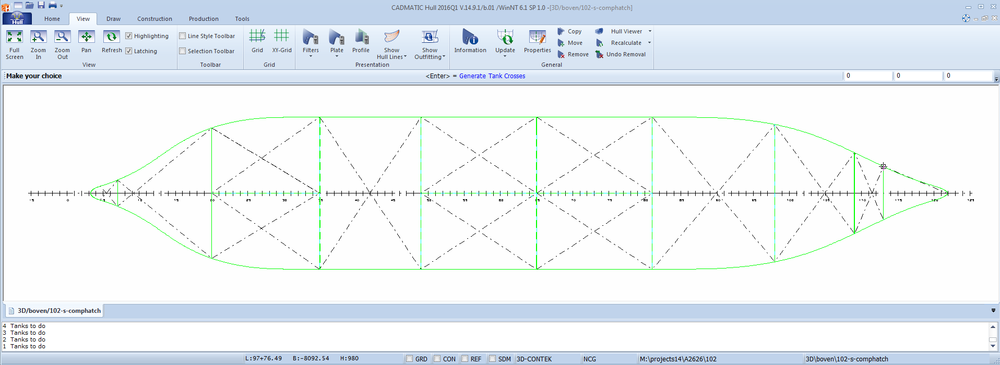 CADMATIC Hull 2016Q1 V.14.9.1/b.01 /WinNT 6.1 SP 1.0 -[3D/boven/102-s-comphatch]
Hull
Home View Draw Construction Production Tools
Full Screen
Zoom In
Zoom Out
Pan
Refresh
Highlighting
Latching
View
Line Style Toolbar
Selection Toolbar
Toolbar
Grid
XY-Grid
Grid
Filters
Plate
Profile
Show Hull Lines
Show Outfitting
Presentation
Information
Update
Properties
Copy
Move
Remove
Hull Viewer
Recalculate
Undo Removal
General
Make your choice
<Enter> = Generate Tank Crosses
0 0 0
-5 0 5 10 15 20 25 30 35 40 45 50 55 60 65 70 75 80 85 90 95 100 105 110 115 120 125
3D/boven/102-s-comphatch
4 Tanks to do
3 Tanks to do
2 Tanks to do
1 Tanks to do
L:97+76.49 B:-8092.54 H:980 GRD CON REF SDM 3D-CONTEK NCG M:\projects14\A2626\102 3D\boven\102-s-comphatch